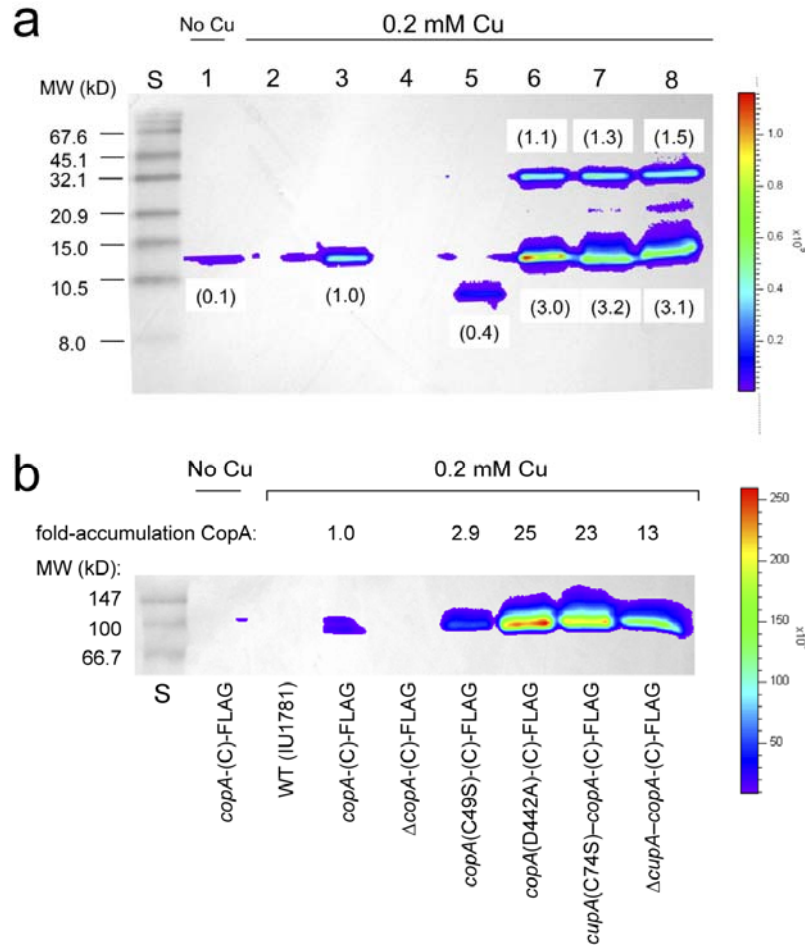 a
No Cu
0.2 mM Cu
MW (kD)
S 1 2 3 4 5 6 7 8
67.6
45.1
32.1
20.9
15.0
10.5
8.0
(1.1) (1.3) (1.5)
(0.1) (1.0) (0.4) (3.0) (3.2) (3.1)
1.0
0.8
0.6
0.4
0.2
b
No Cu
0.2 mM Cu
fold-accumulation CopA: 1.0 2.9 25 23 13
MW (kD):
147
100
66.7
250
200
150
100
50
S
copA-(C)-FLAG
WT (IU1781)
copA-(C)-FLAG
ΔcopA-(C)-FLAG
copA(C49S)-(C)-FLAG
copA(D442A)-(C)-FLAG
cupA(C74S)–copA-(C)-FLAG
ΔcupA–copA-(C)-FLAG